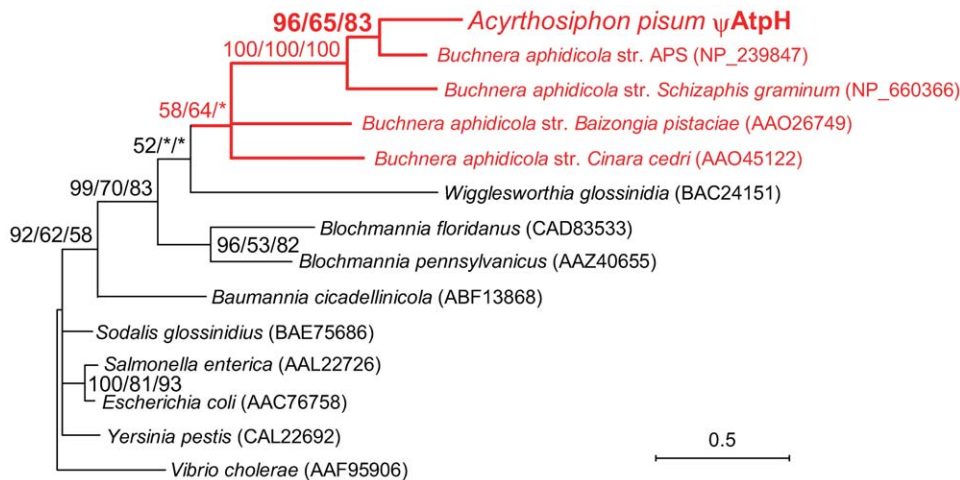 96/65/83
Acyrthosiphon pisum ψAtpH
100/100/100
Buchnera aphidicola str. APS (NP_239847)
Buchnera aphidicola str. Schizaphis graminum (NP_660366)
58/64/*
Buchnera aphidicola str. Baizongia pistaciae (AAO26749)
52/*/*
Buchnera aphidicola str. Cinara cedri (AAO45122)
99/70/83
Wigglesworthia glossinidia (BAC24151)
92/62/58
Blochmannia floridanus (CAD83533)
96/53/82
Blochmannia pennsylvanicus (AAZ40655)
Baumannia cicadellinicola (ABF13868)
Sodalis glossinidius (BAE75686)
Salmonella enterica (AAL22726)
100/81/93
Escherichia coli (AAC76758)
Yersinia pestis (CAL22692)
0.5
Vibrio cholerae (AAF95906)